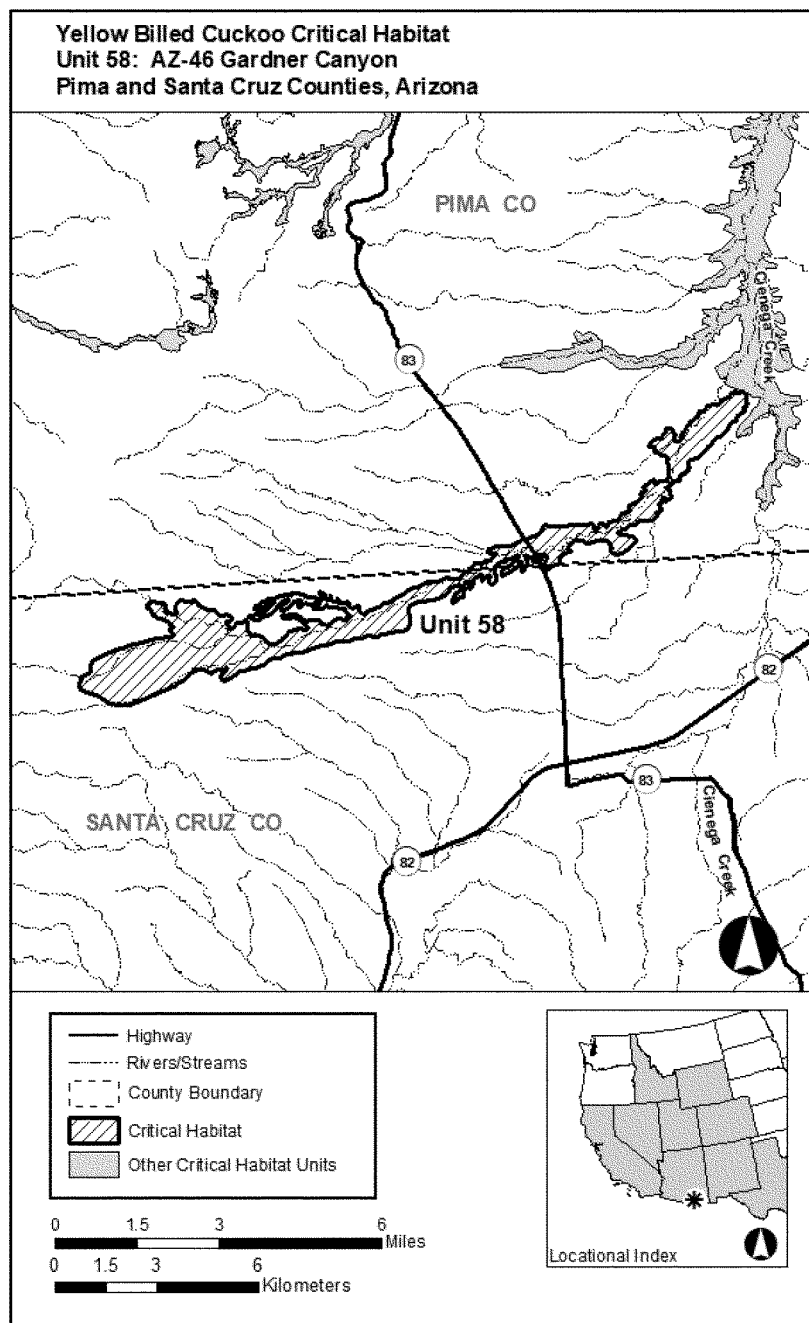 Yellow Billed Cuckoo Critical Habitat
Unit 58: AZ-46 Gardner Canyon
Pima and Santa Cruz Counties, Arizona
PIMA CO
Cienega Creek
83
Unit 58
82
83
SANTA CRUZ CO
82
Cienega Creek
Highway
Rivers/Streams
County Boundary
Critical Habitat
Other Critical Habitat Units
0 1.5 3 6
Miles
0 1.5 3 6
Kilometers
Locational Index